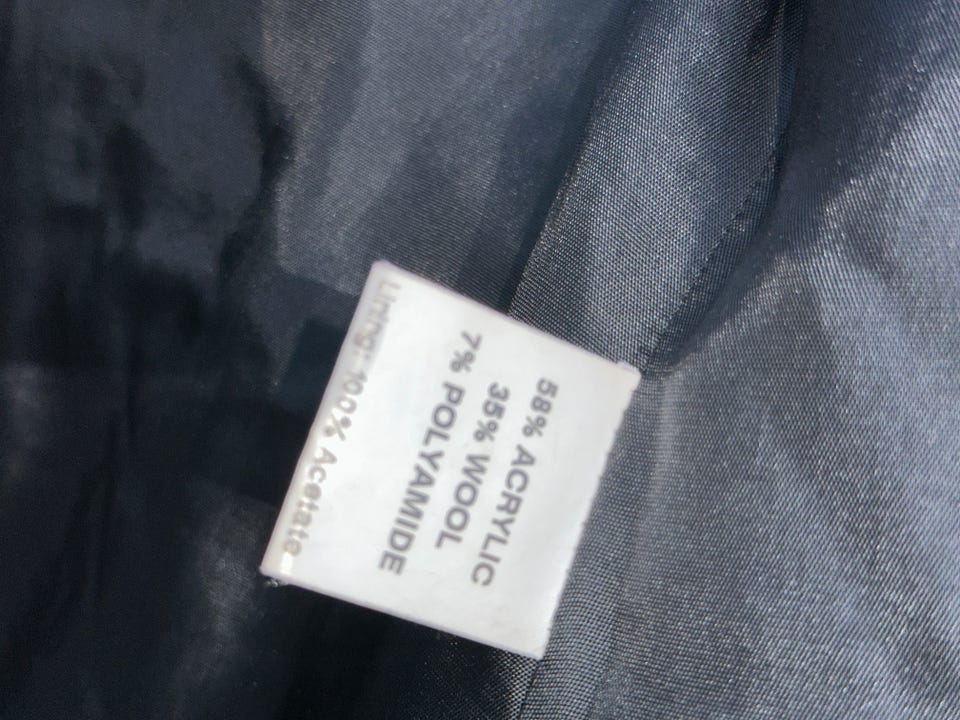 58% ACRYLIC
35% WOOL
7% POLYAMIDE
Lining: 100% Acetate